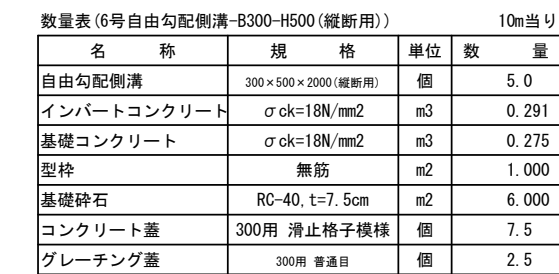 数量表(6号自由勾配側溝-B300-H500(縦断用)) 10m当り
名 称 規 格 単位 数 量
自由勾配側溝 300×500×2000(縦断用) 個 5.0
インバートコンクリート σck=18N/mm2 m3 0.291
基礎コンクリート σck=18N/mm2 m3 0.275
型枠 無筋 m2 1.000
基礎砕石 RC-40,t=7.5cm m2 6.000
コンクリート蓋 300用 滑止格子模様 個 7.5
グレーチング蓋 300用 普通目 個 2.5